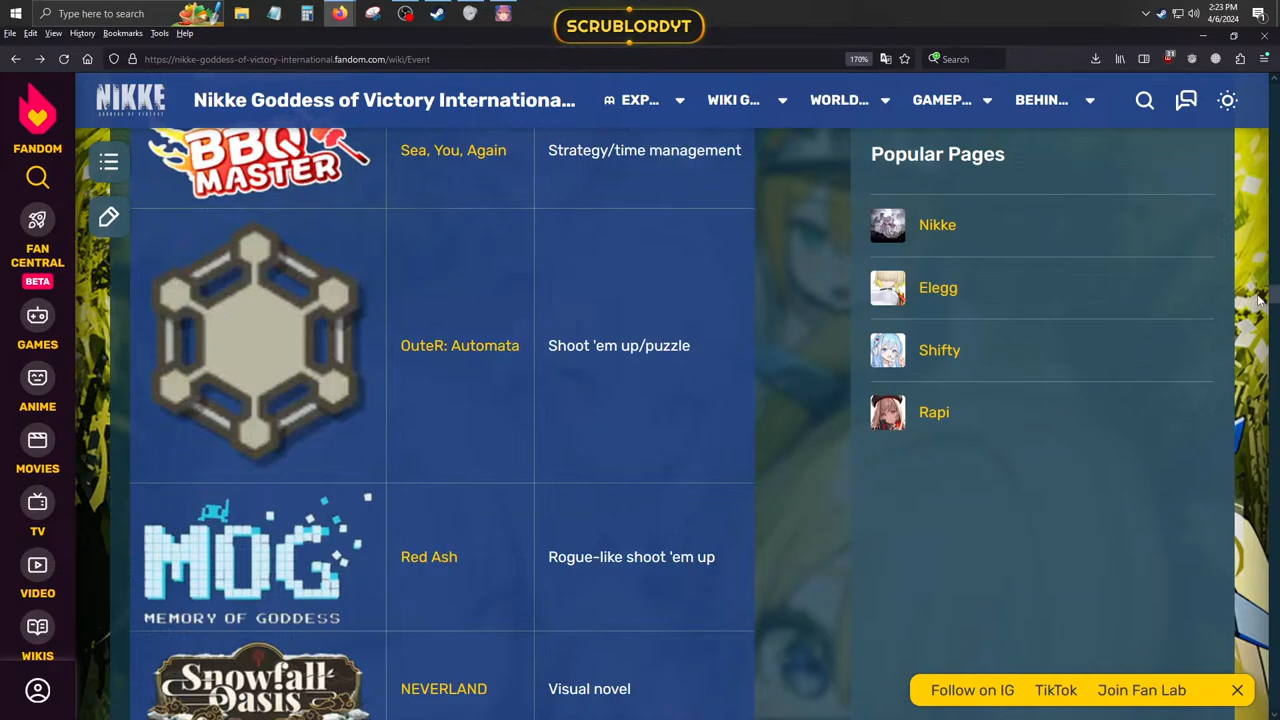 Type here to search
SCRUBLORDYT
2:23 PM
4/6/2024
File Edit View History Bookmarks Tools Help
https://nikke-goddess-of-victory-international.fandom.com/wiki/Event
170%
Search
31
FANDOM
FAN CENTRAL
BETA
GAMES
ANIME
MOVIES
TV
VIDEO
WIKIS
NIKKE
GODDESS OF VICTORY
Nikke Goddess of Victory Internationa...
EXP...
WIKI G...
WORLD...
GAMEP...
BEHIN...
BBQ MASTER
Sea, You, Again
Strategy/time management
OuteR: Automata
Shoot 'em up/puzzle
MOG
MEMORY OF GODDESS
Red Ash
Rogue-like shoot 'em up
Snowfall Oasis
NEVERLAND
Visual novel
Popular Pages
Nikke
Elegg
Shifty
Rapi
Follow on IG
TikTok
Join Fan Lab